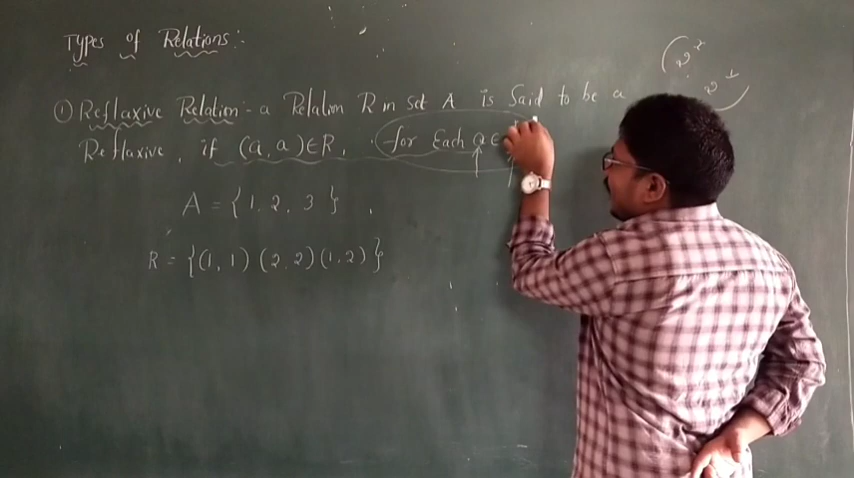 Types of Relations:-
① Reflaxive Relation:- a Relation R in set A is Said to be a
Reflaxive, if (a, a)∈R, for Each a∈
A = {1, 2, 3},
R = {(1, 1) (2, 2) (1, 2)}